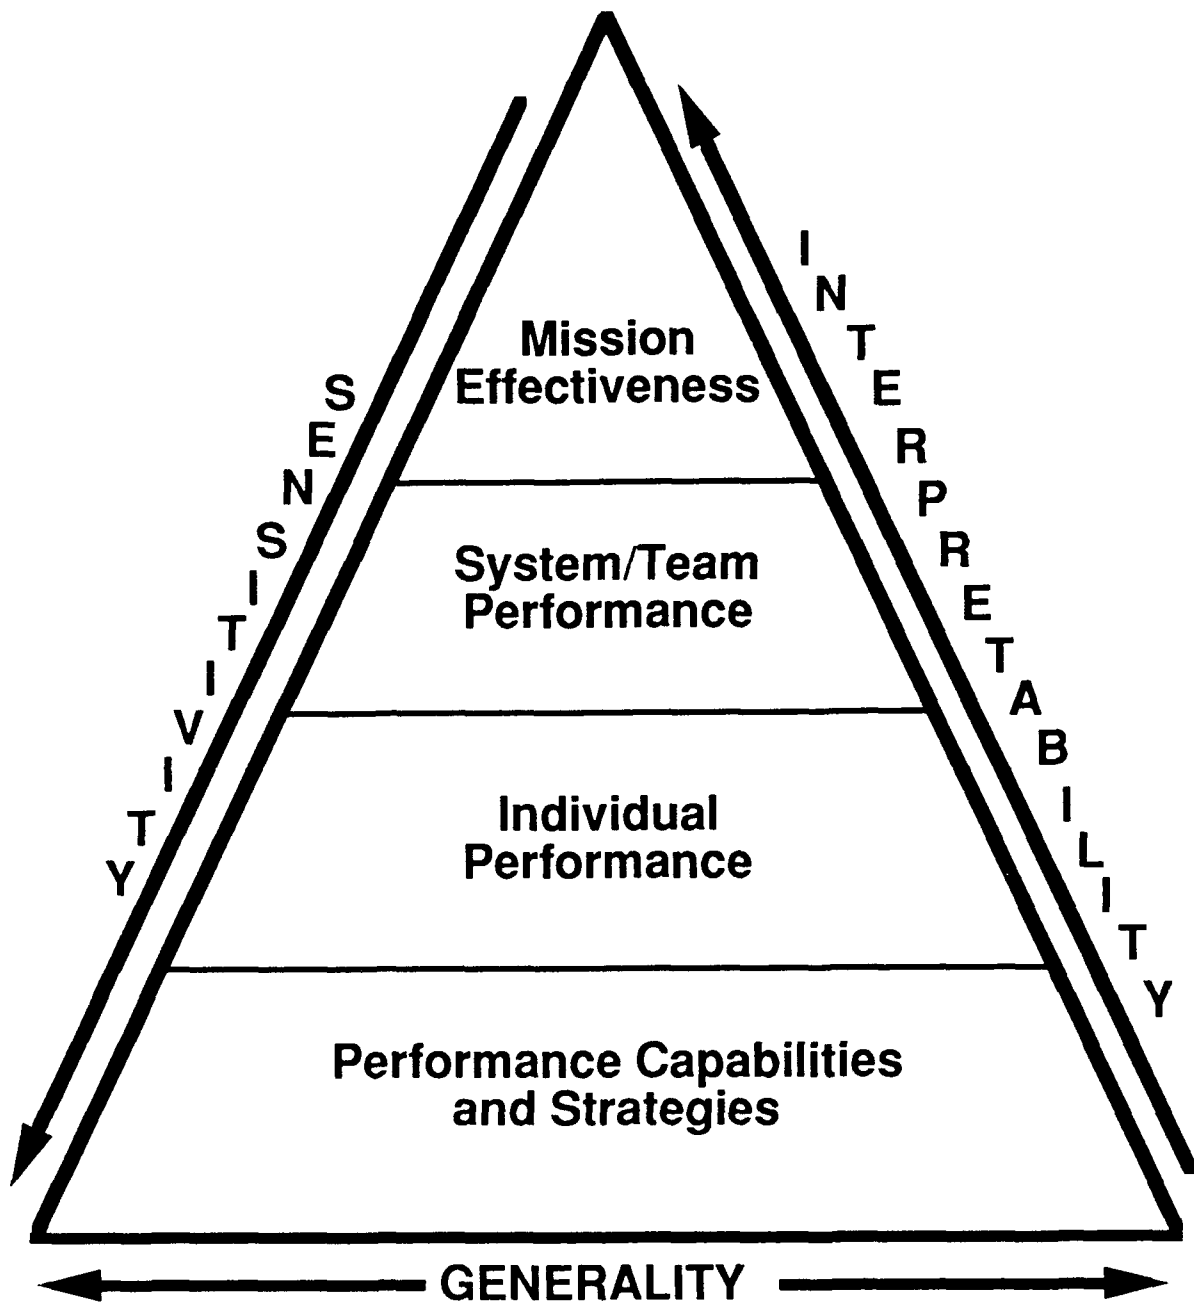 Mission
Effectiveness
System/Team
Performance
Individual
Performance
Performance Capabilities
and Strategies
SENSITIVITY
INTERPRETABILITY
GENERALITY